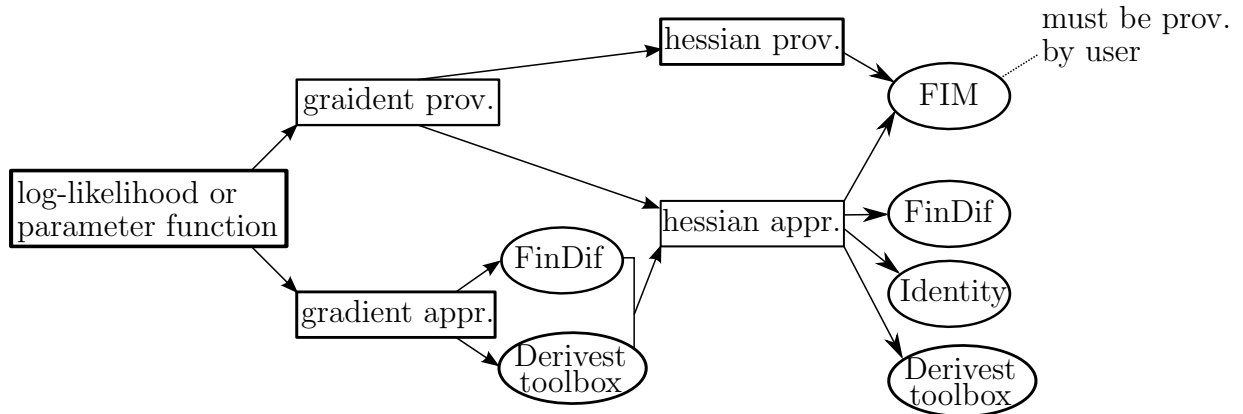 must be prov.
by user
hessian prov.
graident prov.
FIM
log-likelihood or
parameter function
hessian appr.
FinDif
FinDif
Identity
gradient appr.
Derivest
toolbox
Derivest
toolbox